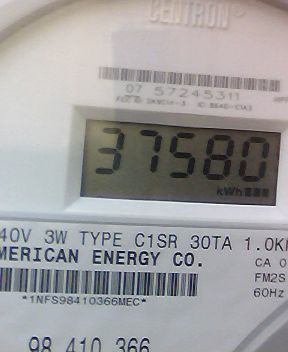 CENTRON
07 57245311
37580
kWh
40V 3W TYPE C1SR 30TA 1.0K
MERICAN ENERGY CO.
CA 0
FM2S
60Hz
*1NFS98410366MEC*
98 410 366